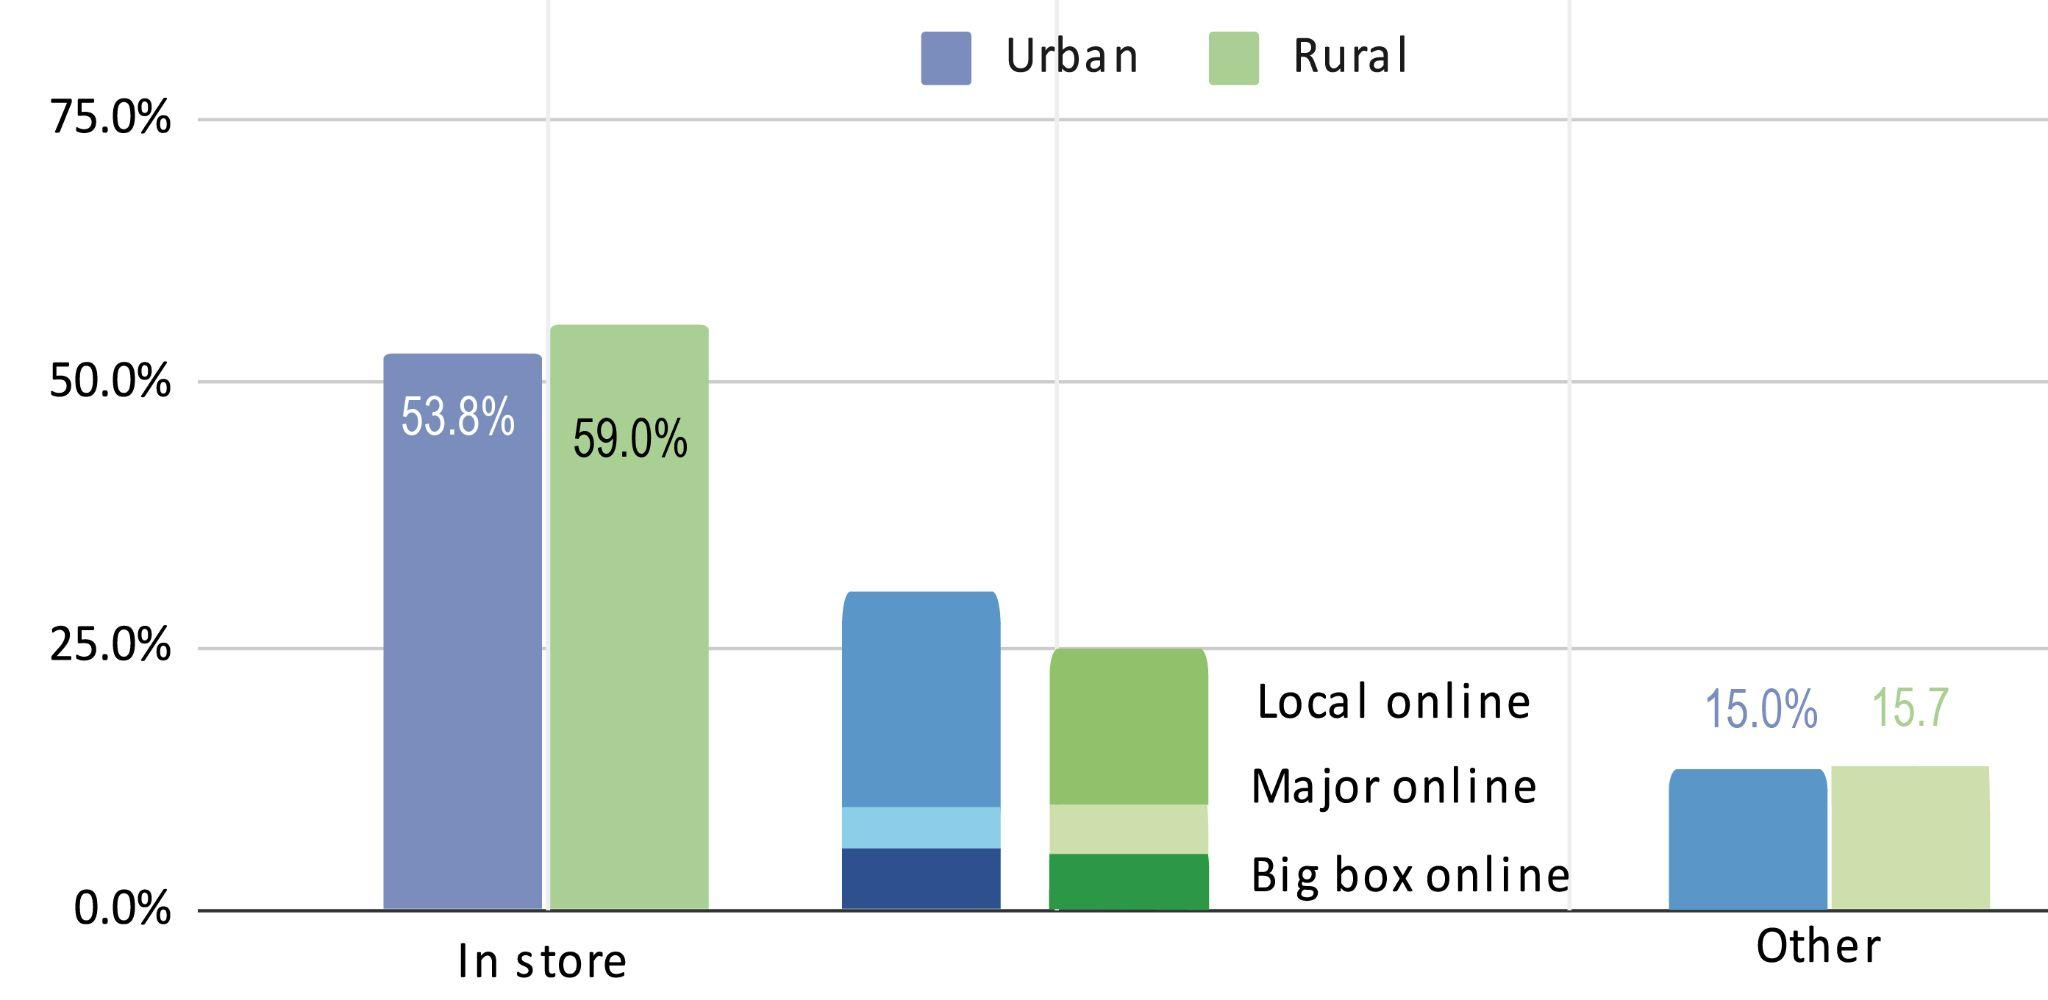 Urban Rural
75.0%
50.0%
53.8%
59.0%
25.0%
Local online
15.0% 15.7
Major online
Big box online
0.0%
In store
Other